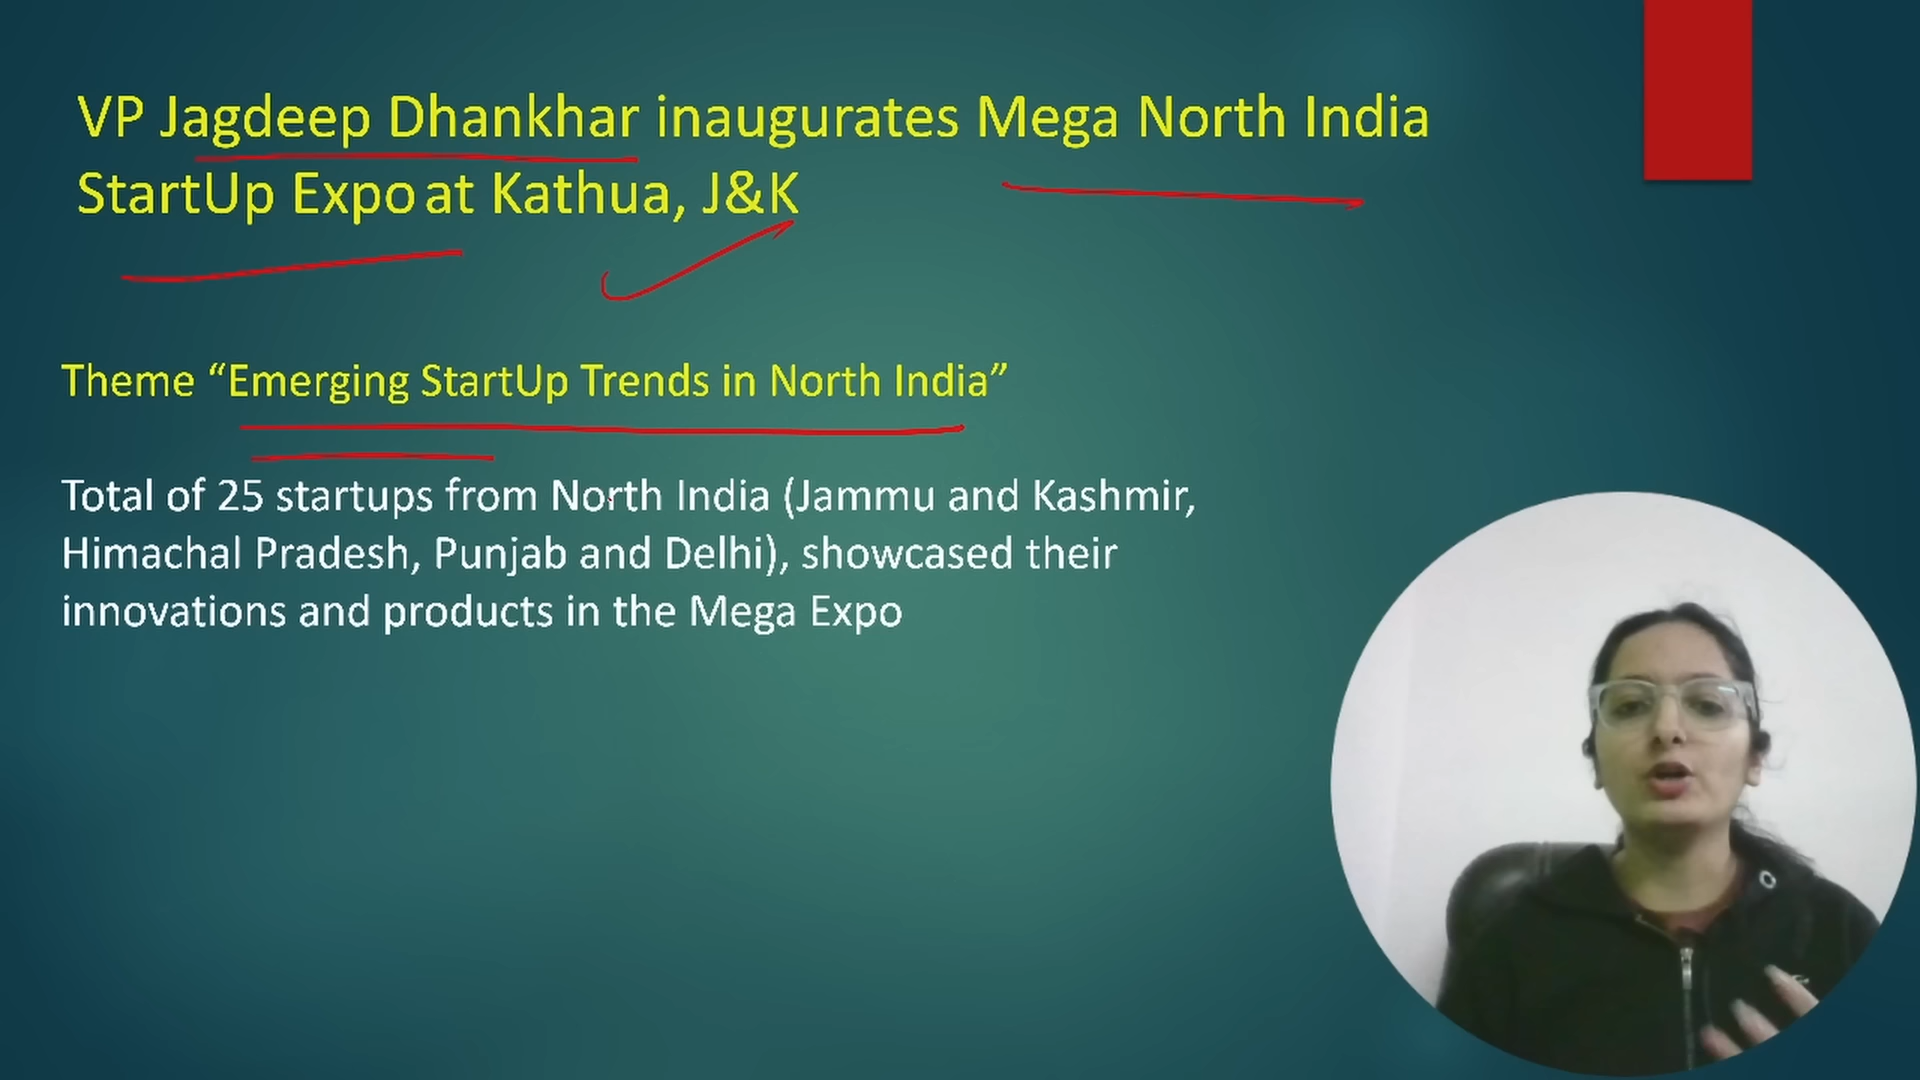 VP Jagdeep Dhankhar inaugurates Mega North India
StartUp Expo at Kathua, J&K
Theme “Emerging StartUp Trends in North India”
Total of 25 startups from North India (Jammu and Kashmir,
Himachal Pradesh, Punjab and Delhi), showcased their
innovations and products in the Mega Expo